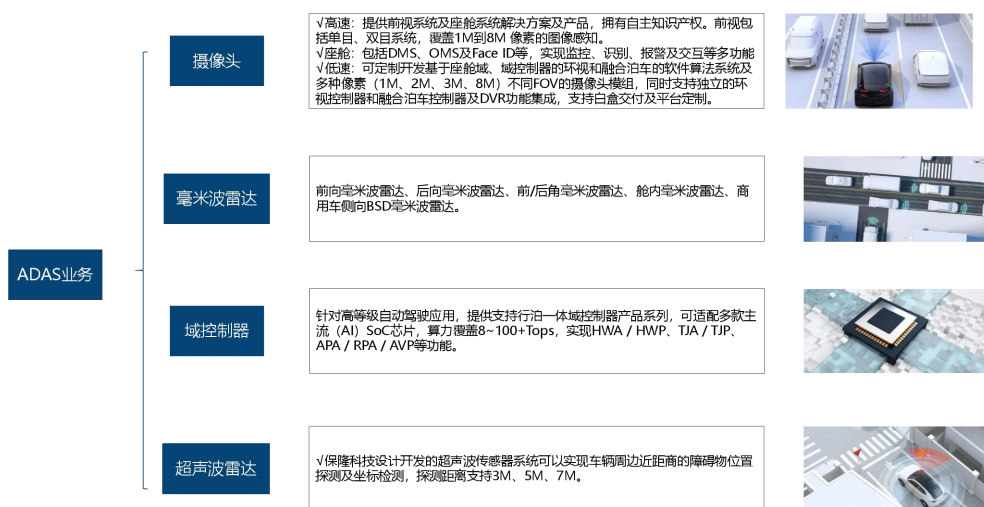 ADAS业务
摄像头
√高速：提供前视系统及座舱系统解决方案及产品，拥有自主知识产权。前视包
括单目、双目系统，覆盖1M到8M 像素的图像感知。
√座舱：包括DMS、OMS及Face ID等，实现监控、识别、报警及交互等多功能
√低速：可定制开发基于座舱域、域控制器的环视和融合泊车的软件算法系统及
多种像素（1M、2M、3M、8M）不同FOV的摄像头模组，同时支持独立的环
视控制器和融合泊车控制器及DVR功能集成，支持白盒交付及平台定制。
毫米波雷达
前向毫米波雷达、后向毫米波雷达、前/后角毫米波雷达、舱内毫米波雷达、商
用车侧向BSD毫米波雷达。
域控制器
针对高等级自动驾驶应用，提供支持行泊一体域控制器产品系列，可适配多款主
流（AI）SoC芯片，算力覆盖8~100+Tops，实现HWA / HWP、TJA / TJP、
APA / RPA / AVP等功能。
超声波雷达
√保隆科技设计开发的超声波传感器系统可以实现车辆周边近距商的障碍物位置
探测及坐标检测，探测距离支持3M、5M、7M。